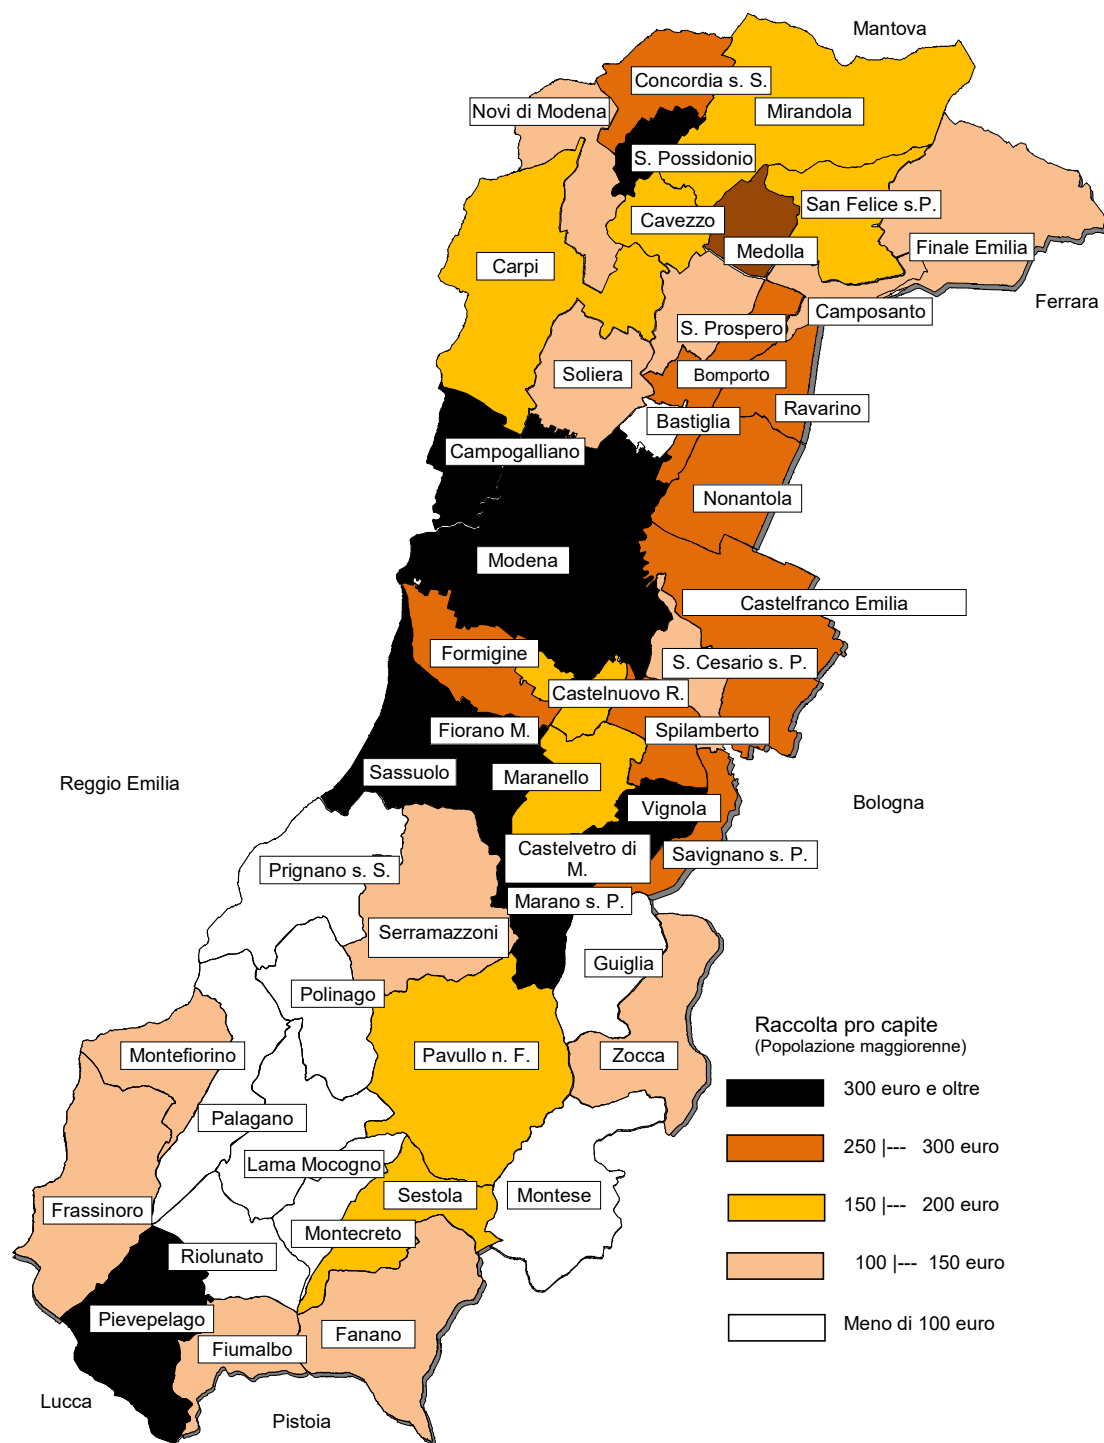 Mantova
Concordia s. S.
Novi di Modena
Mirandola
S. Possidonio
San Felice s.P.
Cavezzo
Medolla
Finale Emilia
Carpi
Ferrara
Camposanto
S. Prospero
Soliera
Bomporto
Ravarino
Bastiglia
Campogalliano
Nonantola
Modena
Castelfranco Emilia
Formigine
S. Cesario s. P.
Castelnuovo R.
Fiorano M.
Spilamberto
Sassuolo
Maranello
Reggio Emilia
Bologna
Vignola
Castelvetro di
M.
Savignano s. P.
Prignano s. S.
Marano s. P.
Serramazzoni
Guiglia
Polinago
Raccolta pro capite
(Popolazione maggiorenne)
Montefiorino
Pavullo n. F.
Zocca
300 euro e oltre
Palagano
250 |--- 300 euro
Lama Mocogno
Sestola
Montese
150 |--- 200 euro
Frassinoro
Montecreto
Riolunato
100 |--- 150 euro
Pievepelago
Fanano
Meno di 100 euro
Fiumalbo
Lucca
Pistoia